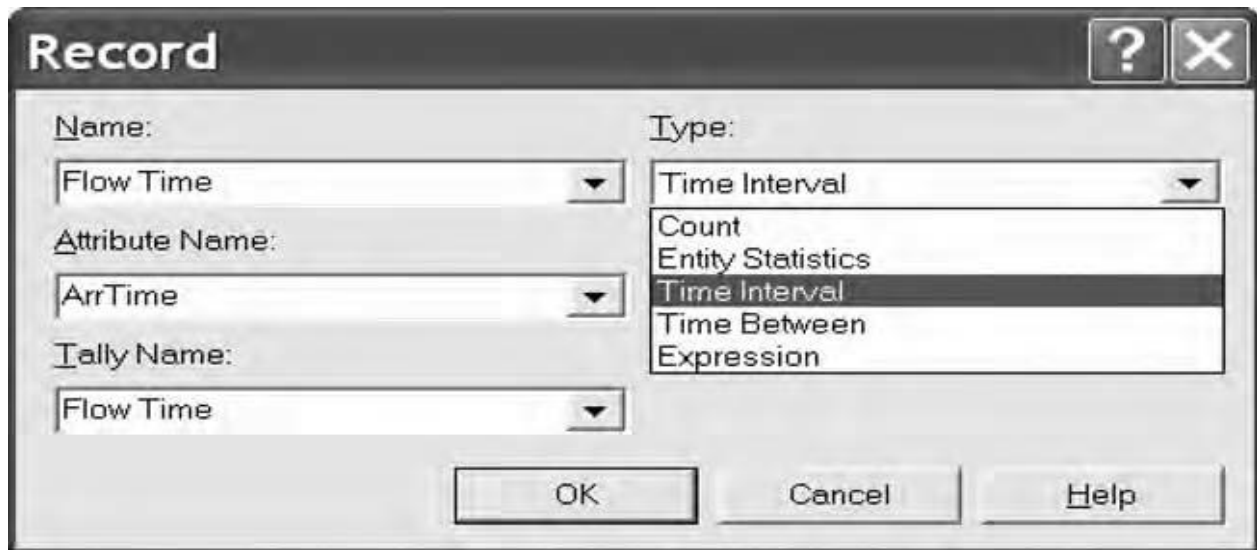 Record
? X
Name:
Type:
Flow Time
Time Interval
Attribute Name:
Count
Entity Statistics
ArrTime
Time Interval
Time Between
Tally Name:
Expression
Flow Time
OK
Cancel
Help